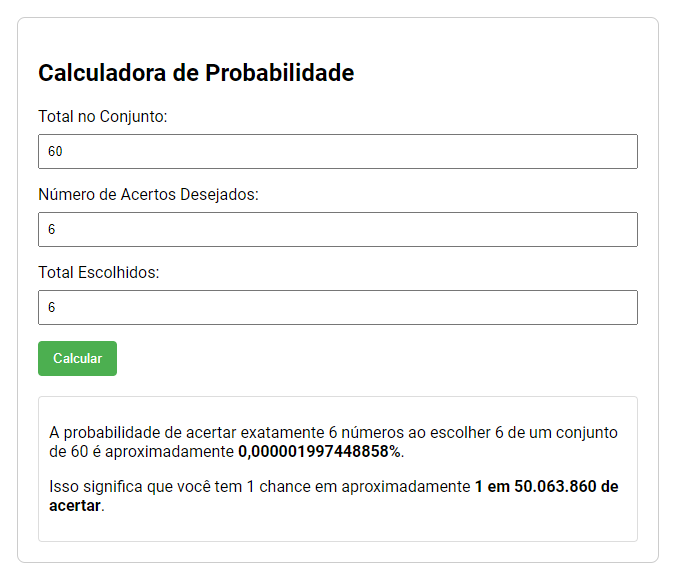 Calculadora de Probabilidade
Total no Conjunto:
60
Número de Acertos Desejados:
6
Total Escolhidos:
6
Calcular
A probabilidade de acertar exatamente 6 números ao escolher 6 de um conjunto
de 60 é aproximadamente 0,000001997448858%.
Isso significa que você tem 1 chance em aproximadamente 1 em 50.063.860 de
acertar.